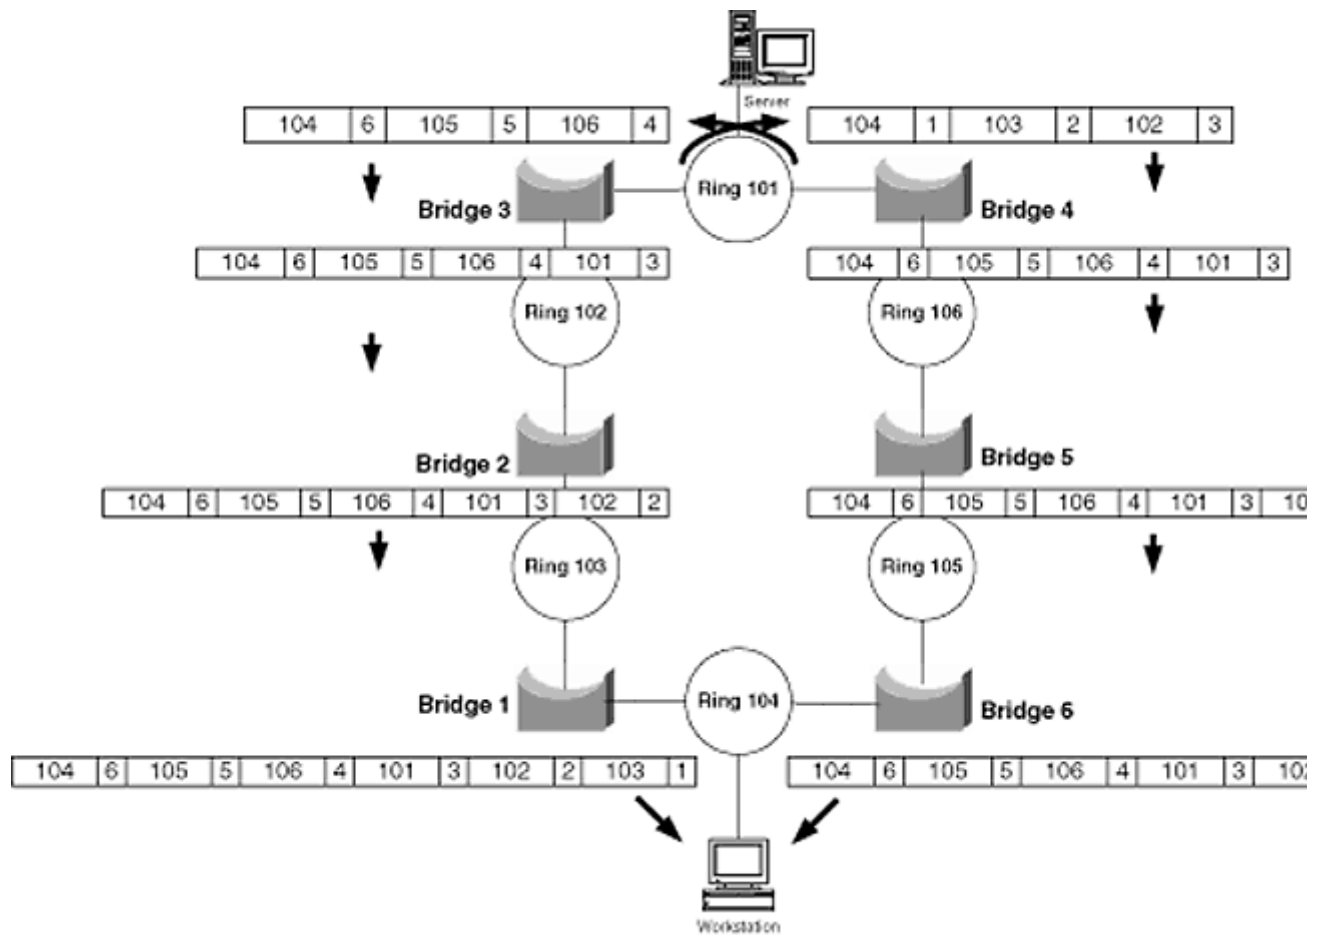 Server
104 6 105 5 106 4
104 1 103 2 102 3
Ring 101
Bridge 3
Bridge 4
104 6 105 5 106 4 101 3
104 6 105 5 106 4 101 3
Ring 102
Ring 106
Bridge 2
Bridge 5
104 6 105 5 106 4 101 3 102 2
104 6 105 5 106 4 101 3 10
Ring 103
Ring 105
Bridge 1
Ring 104
Bridge 6
104 6 105 5 106 4 101 3 102 2 103 1
104 6 105 5 106 4 101 3 102
Workstation